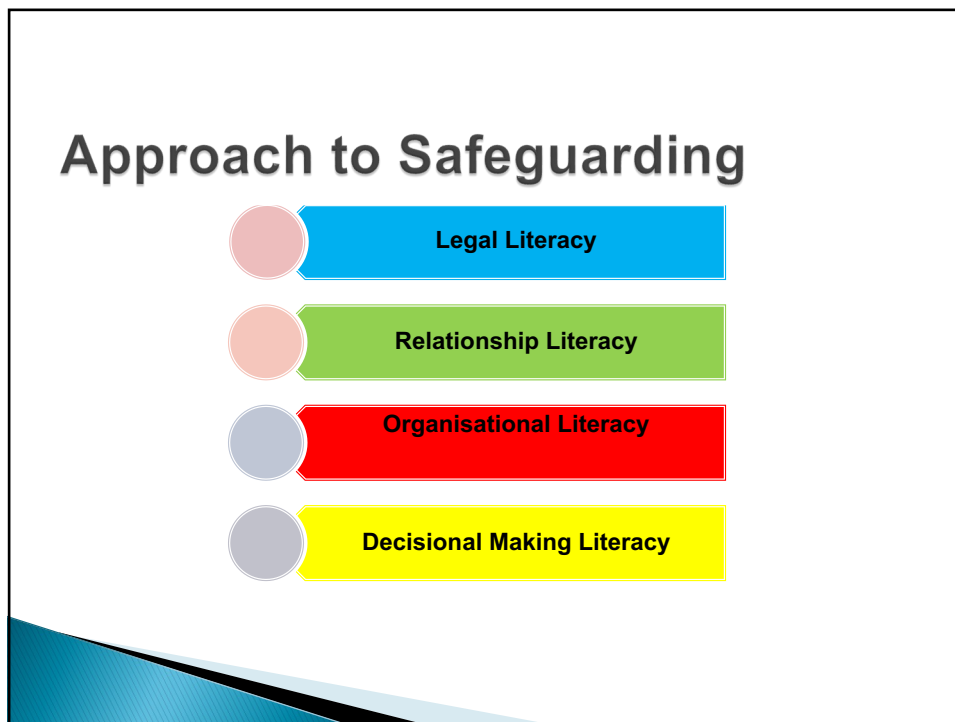 Approach to Safeguarding
Legal Literacy
Relationship Literacy
Organisational Literacy
Decisional Making Literacy